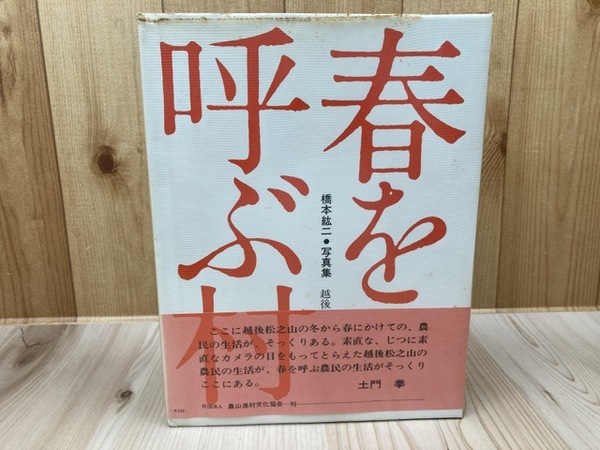 春を
呼ぶ村
橋本紘二●写真集 越後
ここに越後松之山の冬から春にかけての、農
民の生活が、そっくりある。素直な、じつに素
直なカメラの目をもってとらえた越後松之山の
農民の生活が、春を呼ぶ農民の生活がそっくり
ここにある。
土門 拳
社団法人 農山漁村文化協会—刊